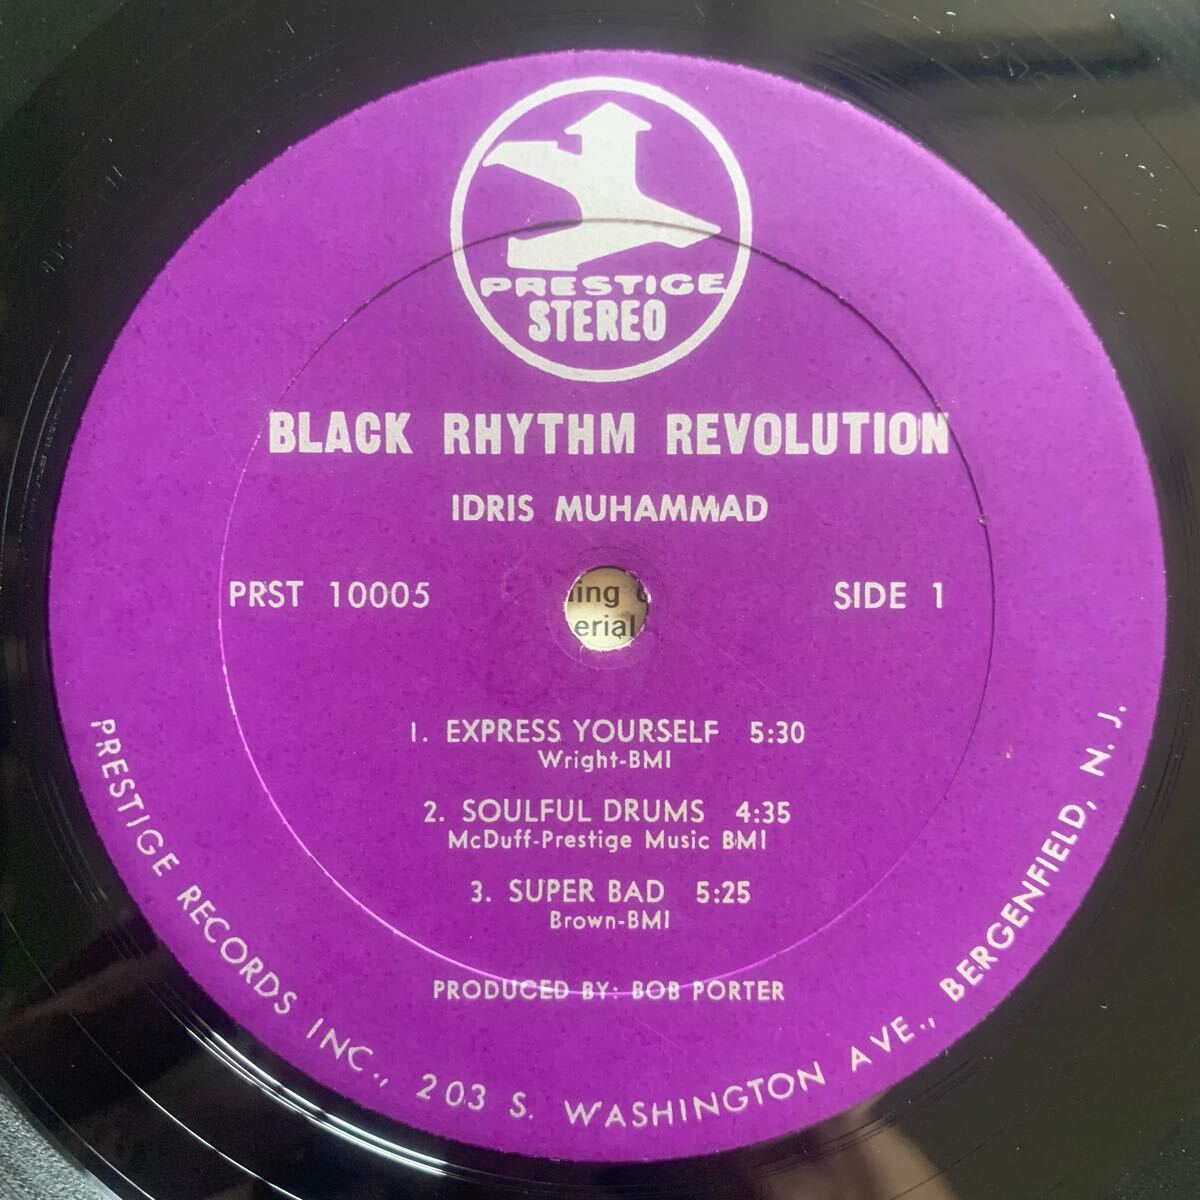 PRESTIGE
STEREO
BLACK RHYTHM REVOLUTION
IDRIS MUHAMMAD
PRST 10005
SIDE 1
ing
erial
1. EXPRESS YOURSELF 5:30
Wright-BMI
2. SOULFUL DRUMS 4:35
McDuff-Prestige Music BMI
3. SUPER BAD 5:25
Brown-BMI
PRODUCED BY: BOB PORTER
PRESTIGE RECORDS INC., 203 S. WASHINGTON AVE., BERGENFIELD, N. J.